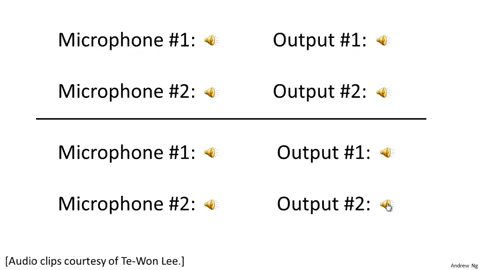 Microphone #1: Output #1:
Microphone #2: Output #2:
Microphone #1: Output #1:
Microphone #2: Output #2:
[Audio clips courtesy of Te-Won Lee.]
Andrew Ng